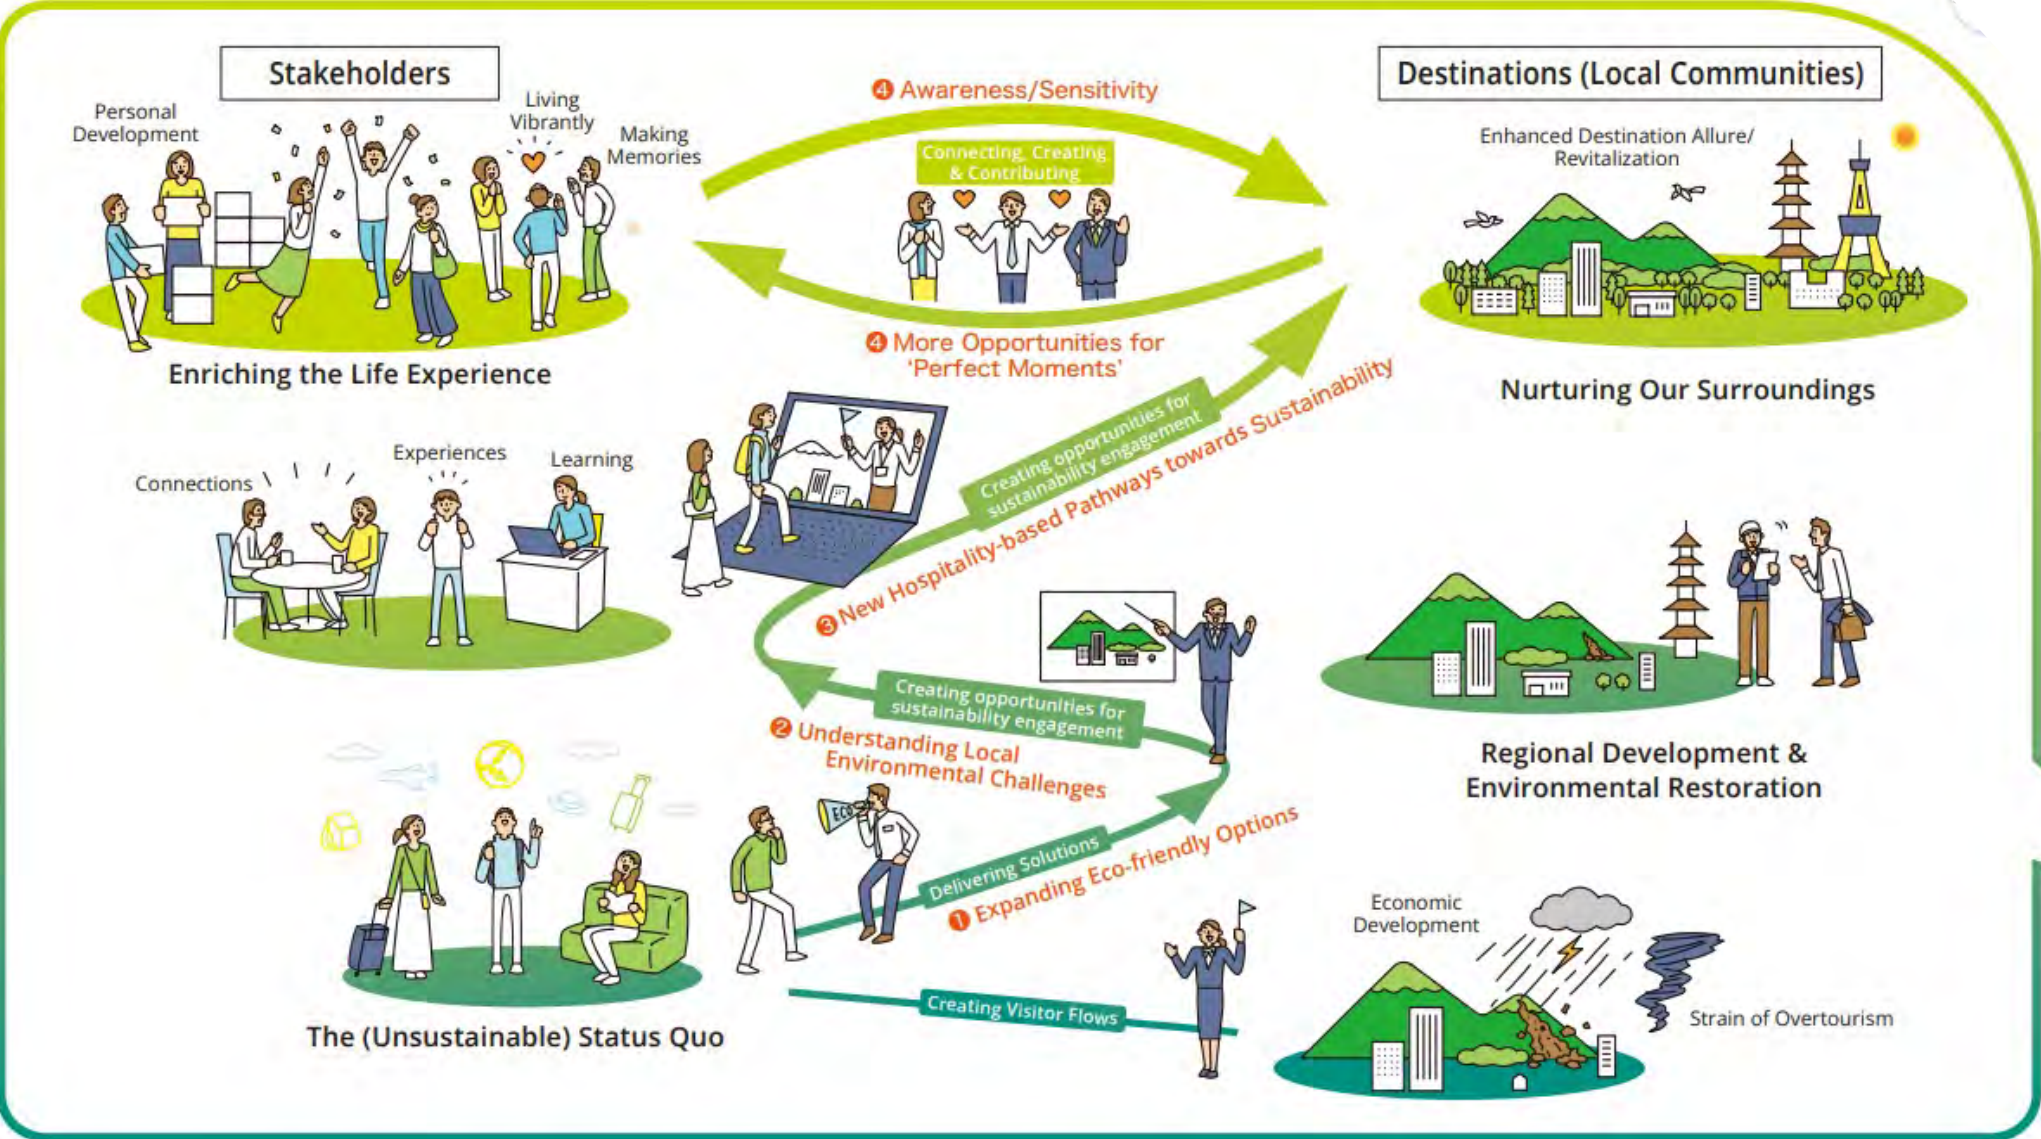 Stakeholders
Destinations (Local Communities)
Personal
Development
Living
Vibrantly
Making
Memories
❹ Awareness/Sensitivity
Connecting, Creating
& Contributing
Enhanced Destination Allure/
Revitalization
❹ More Opportunities for
‘Perfect Moments’
Enriching the Life Experience
Nurturing Our Surroundings
Connections
Experiences
Learning
Creating opportunities for
sustainability engagement
❸ New Hospitality-based Pathways towards Sustainability
Creating opportunities for
sustainability engagement
❷ Understanding Local
Environmental Challenges
Regional Development &
Environmental Restoration
ECO
Delivering Solutions
❶ Expanding Eco-friendly Options
Economic
Development
Creating Visitor Flows
Strain of Overtourism
The (Unsustainable) Status Quo